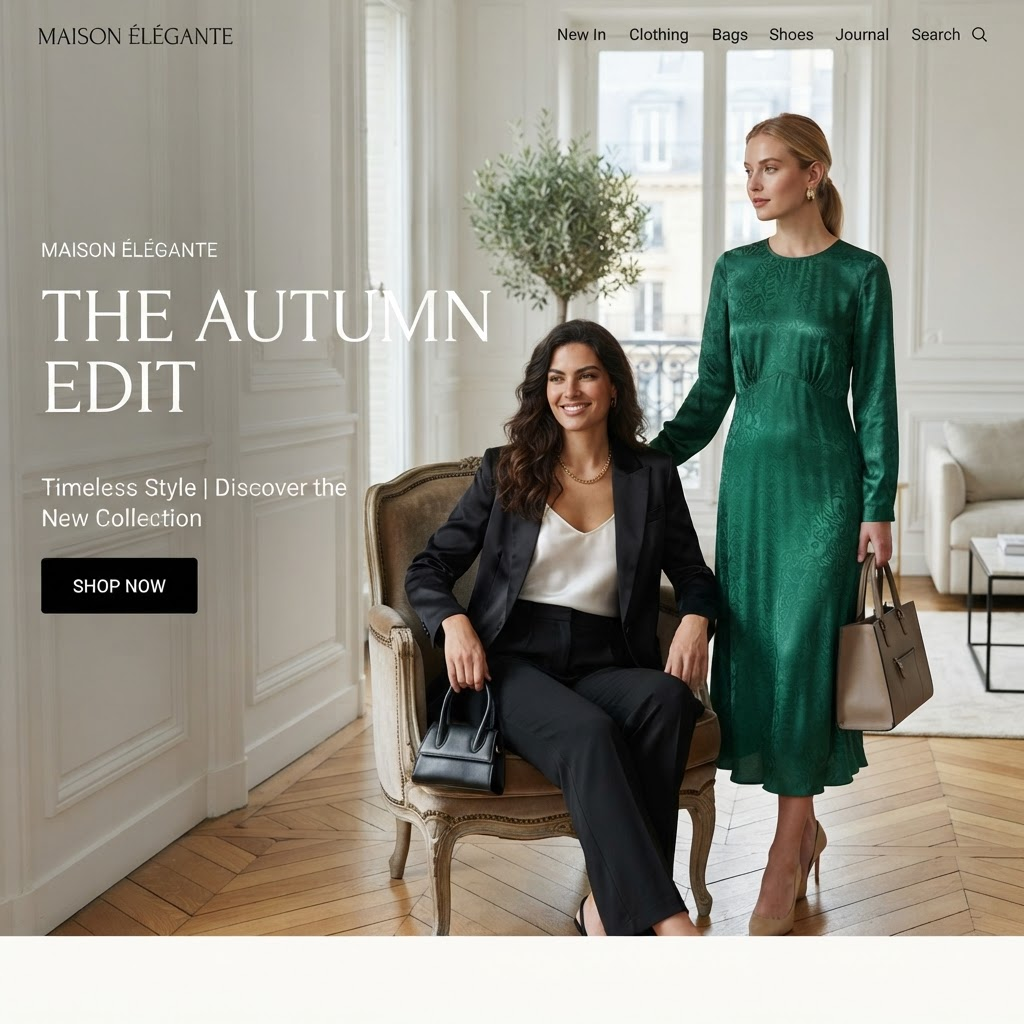 MAISON ÉLÉGANTE
New In Clothing Bags Shoes Journal Search
MAISON ÉLÉGANTE
THE AUTUMN
EDIT
Timeless Style | Discover the
New Collection
SHOP NOW